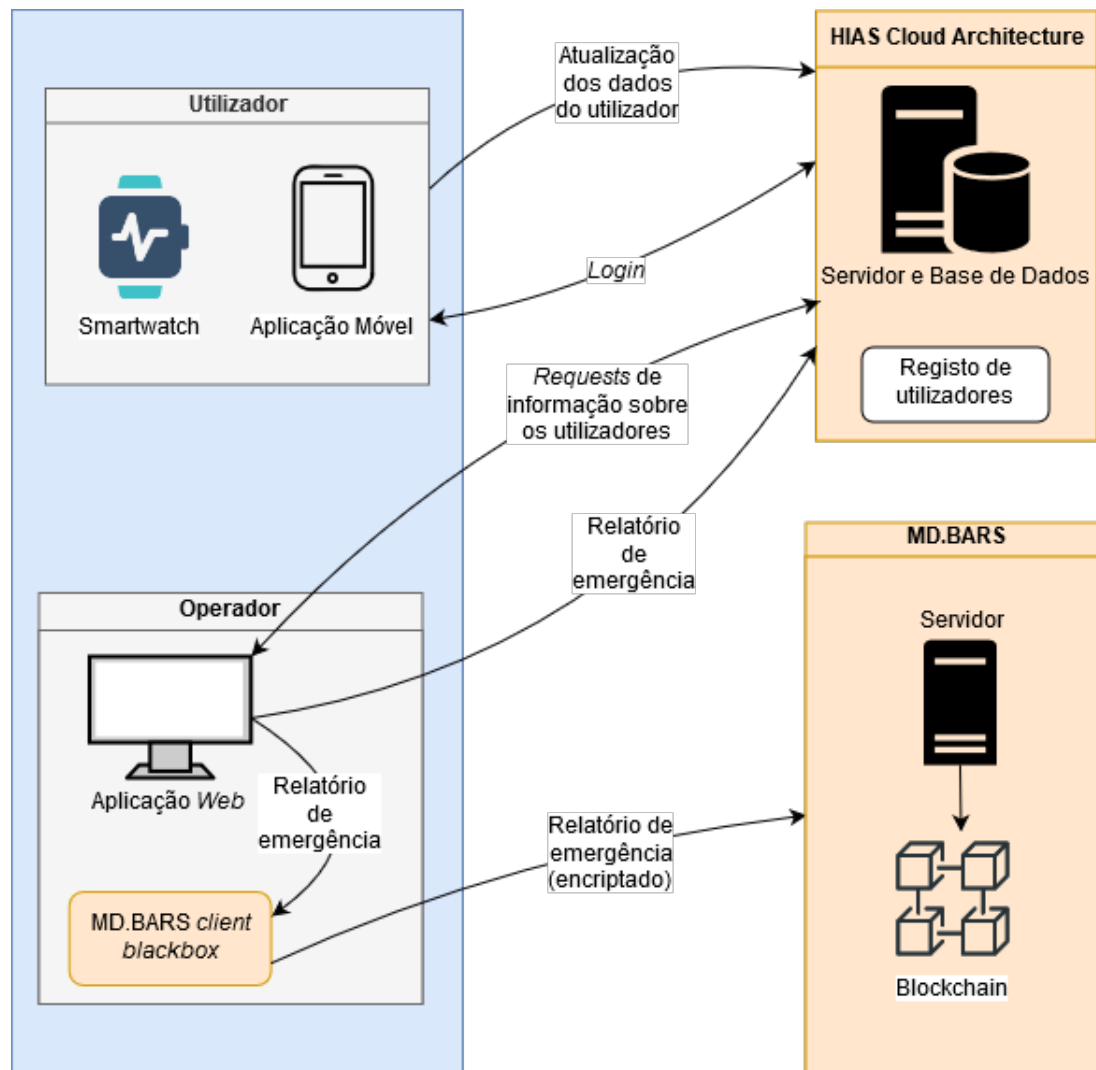 HIAS Cloud Architecture
Atualização
dos dados
do utilizador
Utilizador
Smartwatch
Aplicação Móvel
Login
Servidor e Base de Dados
Registo de
utilizadores
Requests de
informação sobre
os utilizadores
Relatório
de
emergência
MD.BARS
Servidor
Blockchain
Operador
Aplicação Web
Relatório
de
emergência
MD.BARS client
blackbox
Relatório de
emergência
(encriptado)